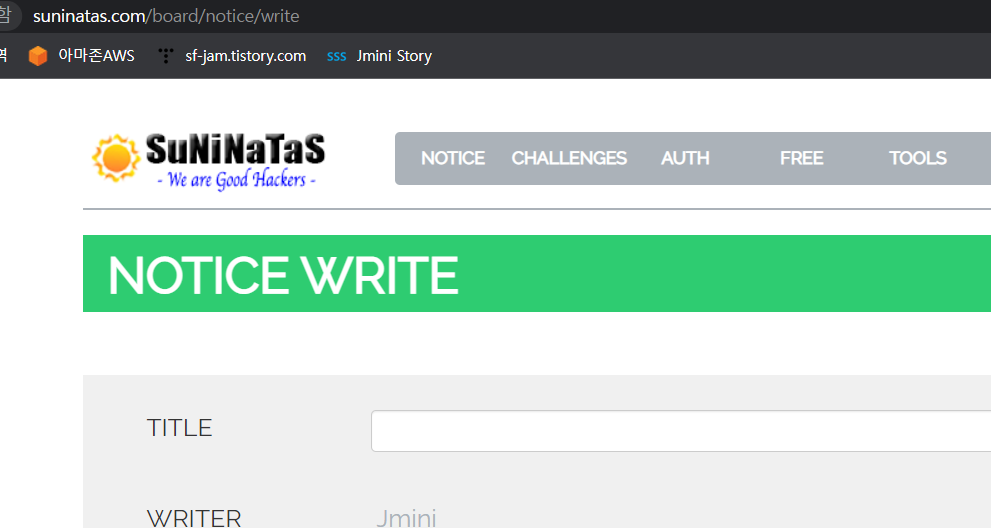 함 suninatas.com/board/notice/write
역 아마존AWS sf-jam.tistory.com sss Jmini Story
SuNiNaTaS
- We are Good Hackers -
NOTICE CHALLENGES AUTH FREE TOOLS
NOTICE WRITE
TITLE
WRITER Jmini